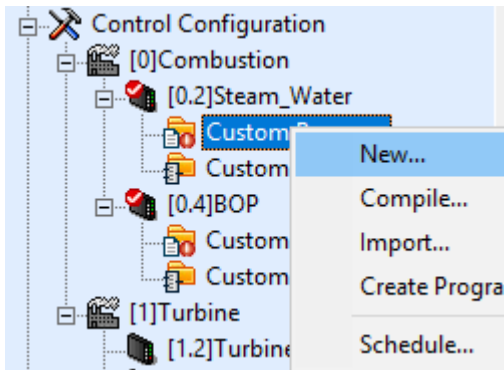 Control Configuration
[0]Combustion
[0.2]Steam_Water
Custom
Custom
[0.4]BOP
Custom
Custom
[1]Turbine
[1.2]Turbine
New...
Compile...
Import...
Create Progra
Schedule...